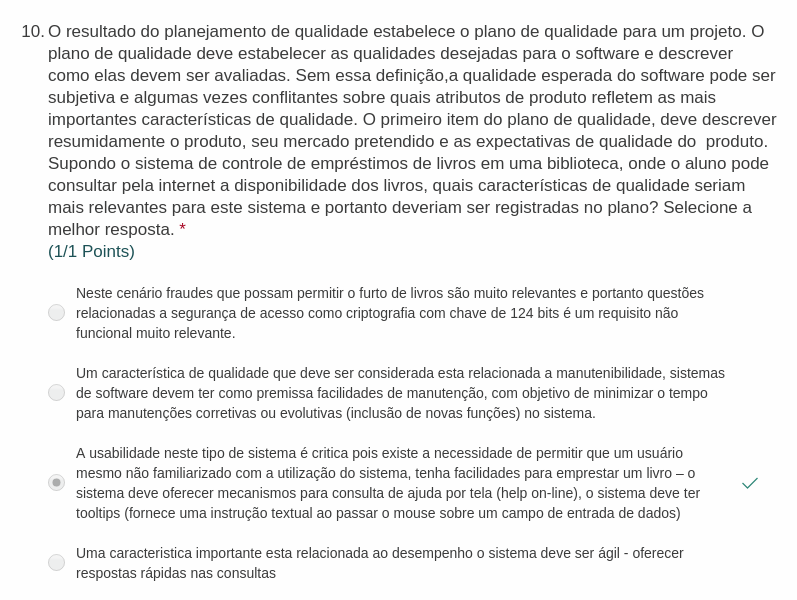 10. O resultado do planejamento de qualidade estabelece o plano de qualidade para um projeto. O
plano de qualidade deve estabelecer as qualidades desejadas para o software e descrever
como elas devem ser avaliadas. Sem essa definição,a qualidade esperada do software pode ser
subjetiva e algumas vezes conflitantes sobre quais atributos de produto refletem as mais
importantes características de qualidade. O primeiro item do plano de qualidade, deve descrever
resumidamente o produto, seu mercado pretendido e as expectativas de qualidade do  produto.
Supondo o sistema de controle de empréstimos de livros em uma biblioteca, onde o aluno pode
consultar pela internet a disponibilidade dos livros, quais características de qualidade seriam
mais relevantes para este sistema e portanto deveriam ser registradas no plano? Selecione a
melhor resposta. *
(1/1 Points)
Neste cenário fraudes que possam permitir o furto de livros são muito relevantes e portanto questões
relacionadas a segurança de acesso como criptografia com chave de 124 bits é um requisito não
funcional muito relevante.
Um característica de qualidade que deve ser considerada esta relacionada a manutenibilidade, sistemas
de software devem ter como premissa facilidades de manutenção, com objetivo de minimizar o tempo
para manutenções corretivas ou evolutivas (inclusão de novas funções) no sistema.
A usabilidade neste tipo de sistema é critica pois existe a necessidade de permitir que um usuário
mesmo não familiarizado com a utilização do sistema, tenha facilidades para emprestar um livro – o
sistema deve oferecer mecanismos para consulta de ajuda por tela (help on-line), o sistema deve ter
tooltips (fornece uma instrução textual ao passar o mouse sobre um campo de entrada de dados)
Uma caracteristica importante esta relacionada ao desempenho o sistema deve ser ágil - oferecer
respostas rápidas nas consultas